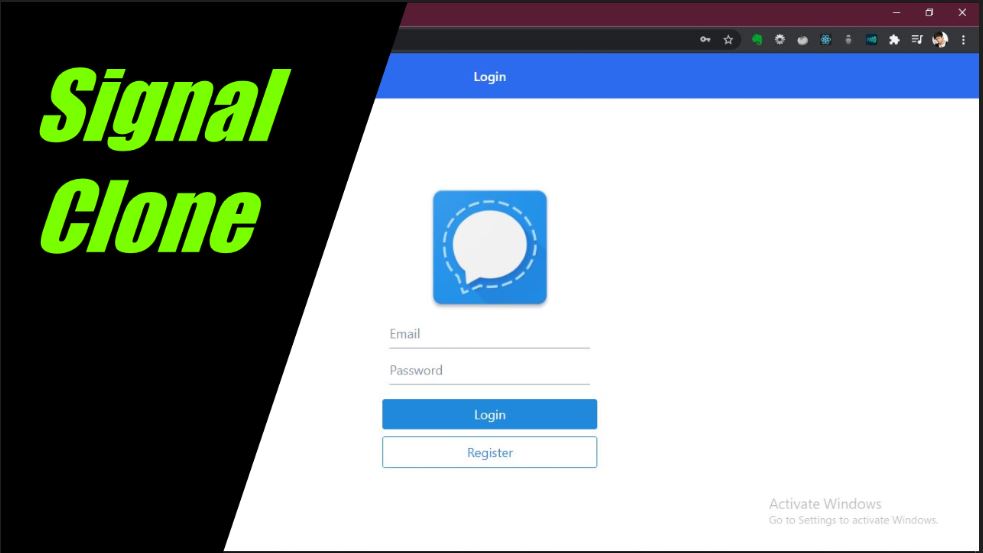 Signal
Clone
Login
Email
Password
Login
Register
Activate Windows
Go to Settings to activate Windows.